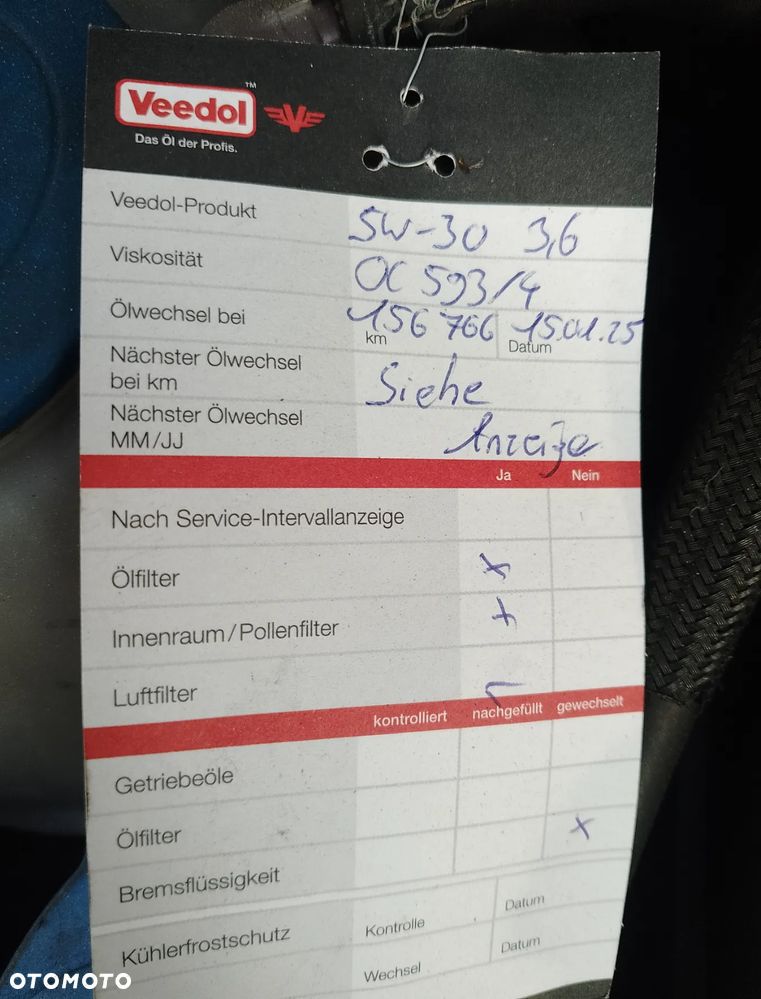 Veedol TM
Das Öl der Profis.
Veedol-Produkt 5W-30 3,6
Viskosität OC 593/4
Ölwechsel bei 156 766 km 15.01.25 Datum
Nächster Ölwechsel
bei km Siehe
Nächster Ölwechsel
MM/JJ Anzeige
Ja Nein
Nach Service-Intervallanzeige
Ölfilter x
Innenraum/Pollenfilter x
Luftfilter
kontrolliert nachgefüllt gewechselt
Getriebeöle
Ölfilter x
Bremsflüssigkeit
Kühlerfrostschutz Kontrolle Datum
Wechsel Datum
OTOMOTO